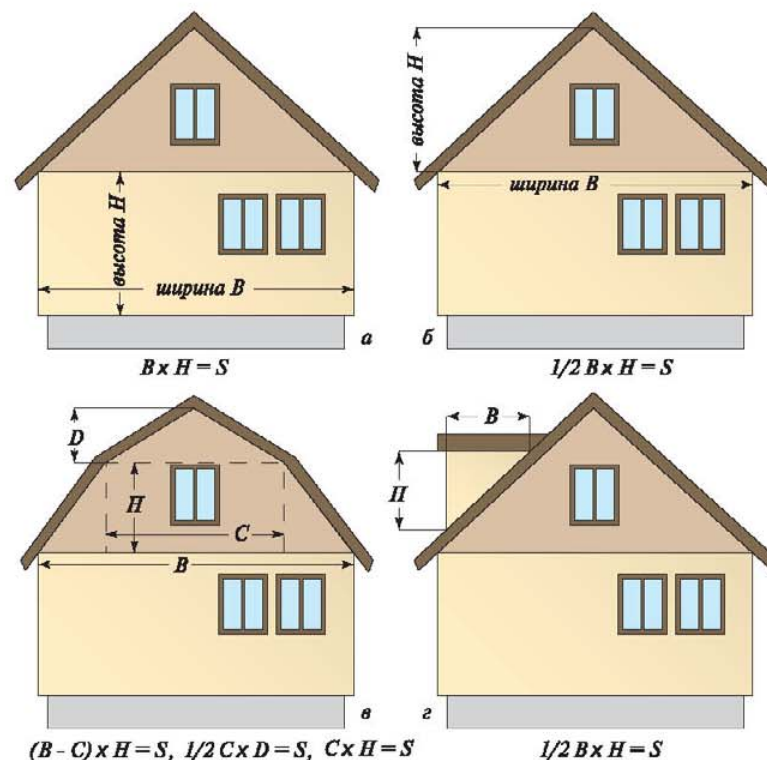 высота H
ширина B
а
B x H = S
высота H
ширина B
б
1/2 B x H = S
D
H
C
B
в
(B - C) x H = S, 1/2 C x D = S, C x H = S
B
H
г
1/2 B x H = S